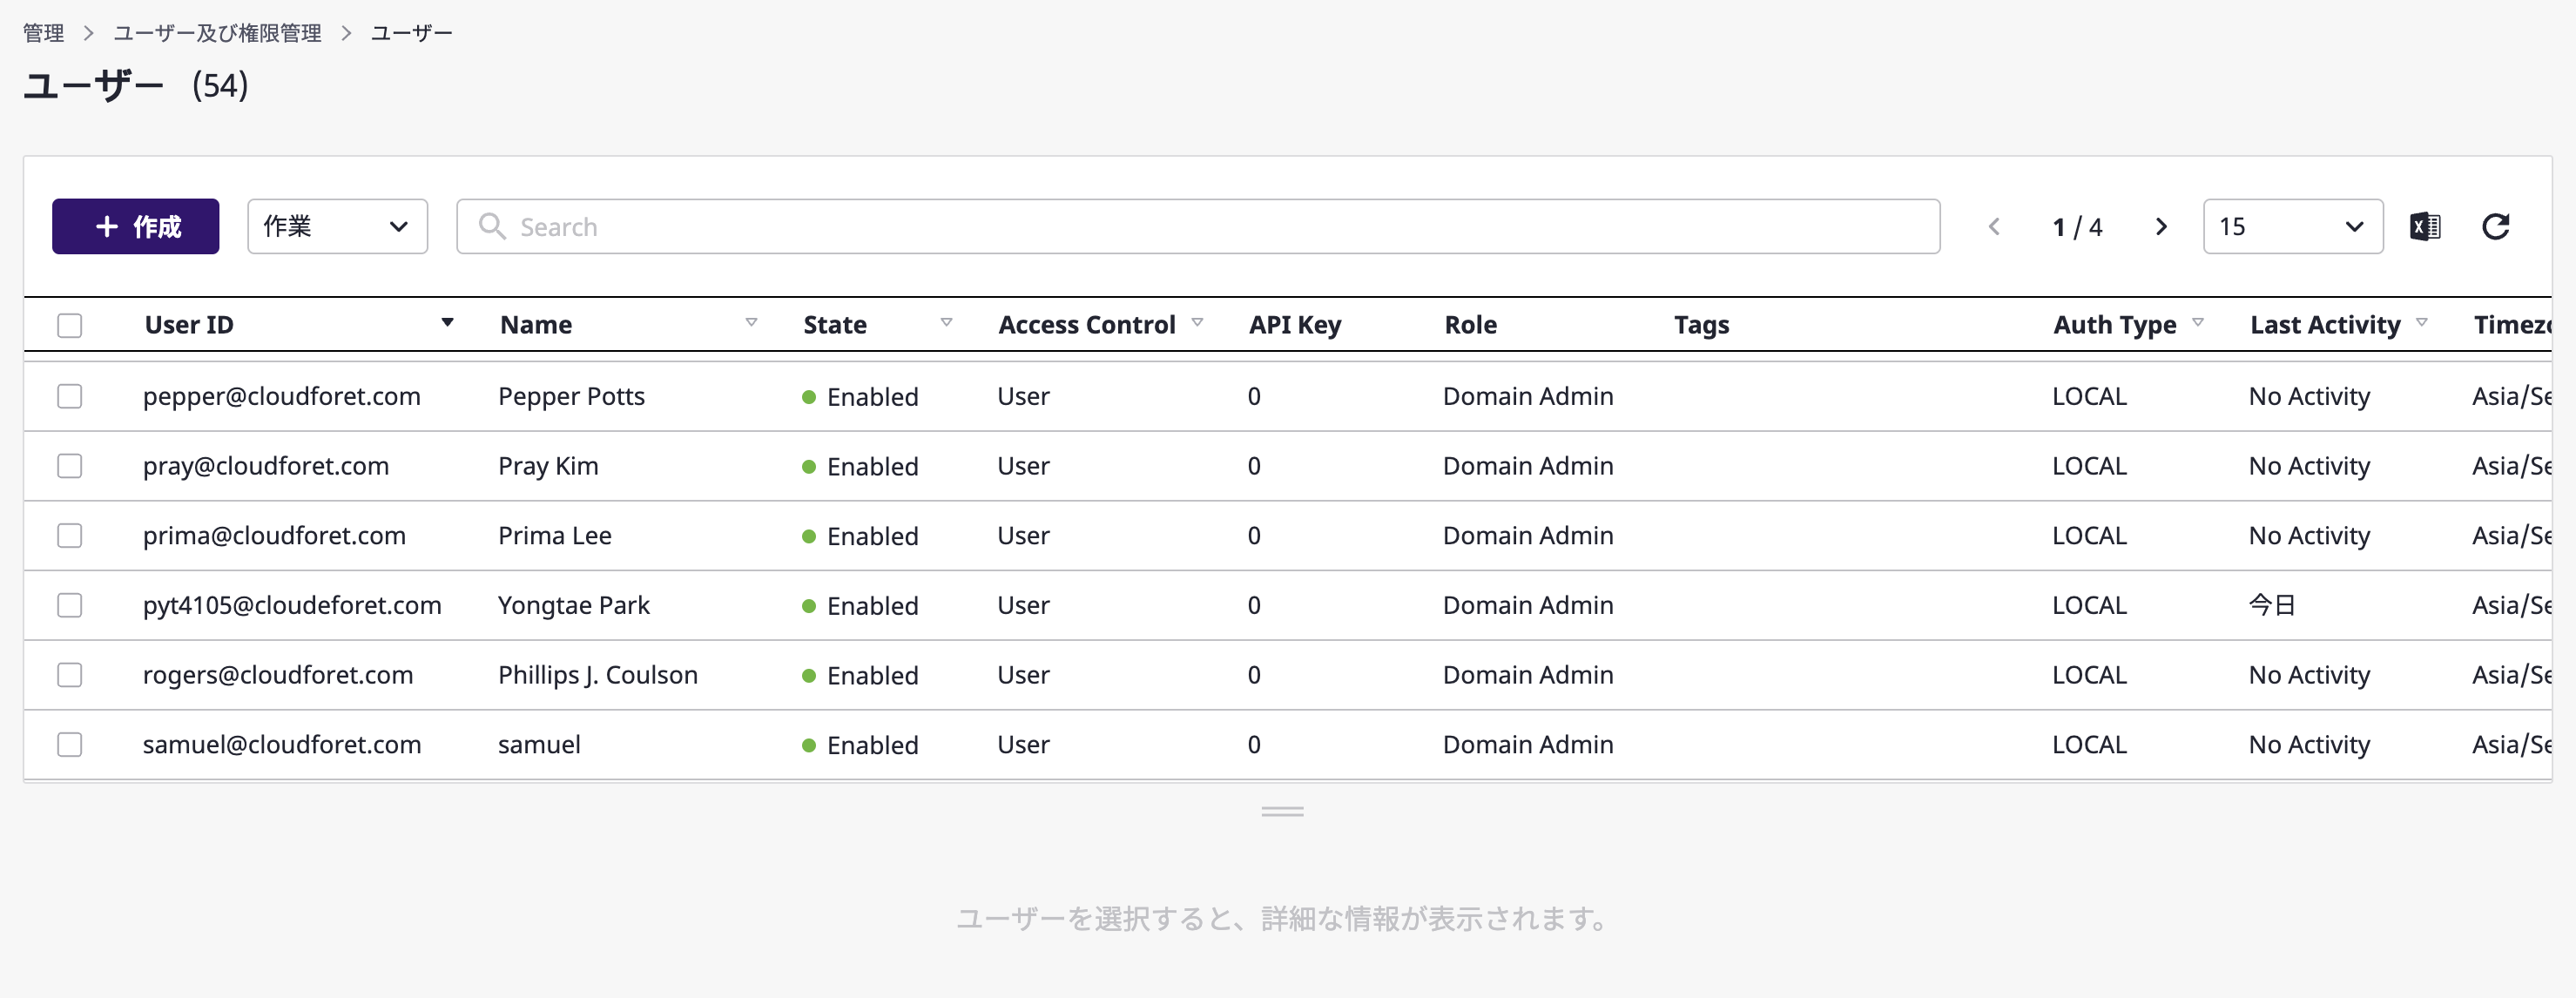 管理 > ユーザー及び権限管理 > ユーザー
ユーザー (54)
+ 作成 作業 Search 1 / 4 15
User ID Name State Access Control API Key Role Tags Auth Type Last Activity Timezo
pepper@cloudforet.com Pepper Potts Enabled User 0 Domain Admin LOCAL No Activity Asia/Se
pray@cloudforet.com Pray Kim Enabled User 0 Domain Admin LOCAL No Activity Asia/Se
prima@cloudforet.com Prima Lee Enabled User 0 Domain Admin LOCAL No Activity Asia/Se
pyt4105@cloudeforet.com Yongtae Park Enabled User 0 Domain Admin LOCAL 今日 Asia/Se
rogers@cloudforet.com Phillips J. Coulson Enabled User 0 Domain Admin LOCAL No Activity Asia/Se
samuel@cloudforet.com samuel Enabled User 0 Domain Admin LOCAL No Activity Asia/Se
ユーザーを選択すると、詳細な情報が表示されます。